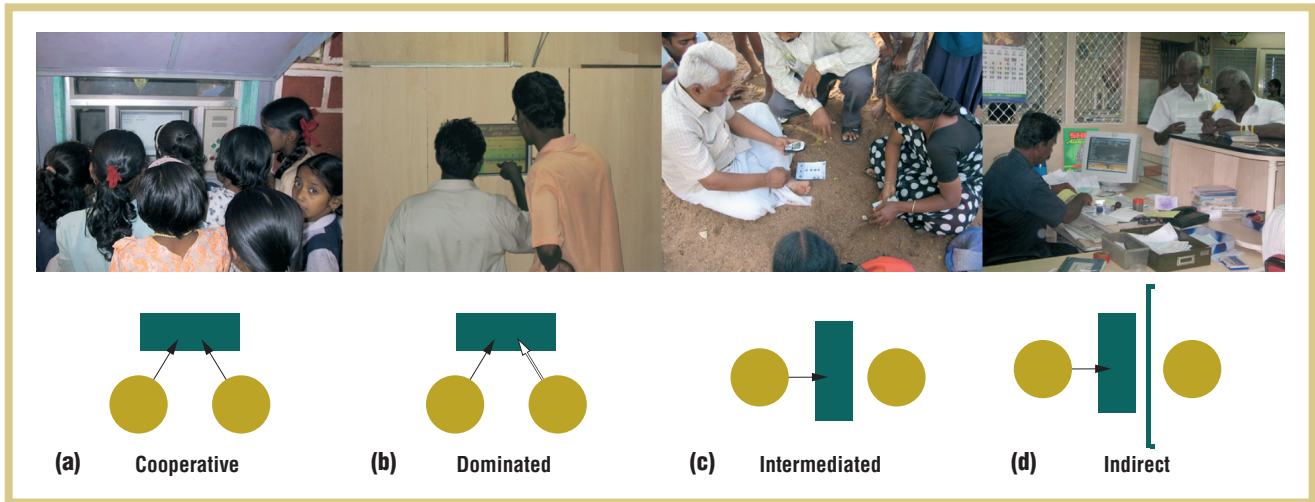 (a) Cooperative
(b) Dominated
(c) Intermediated
(d) Indirect